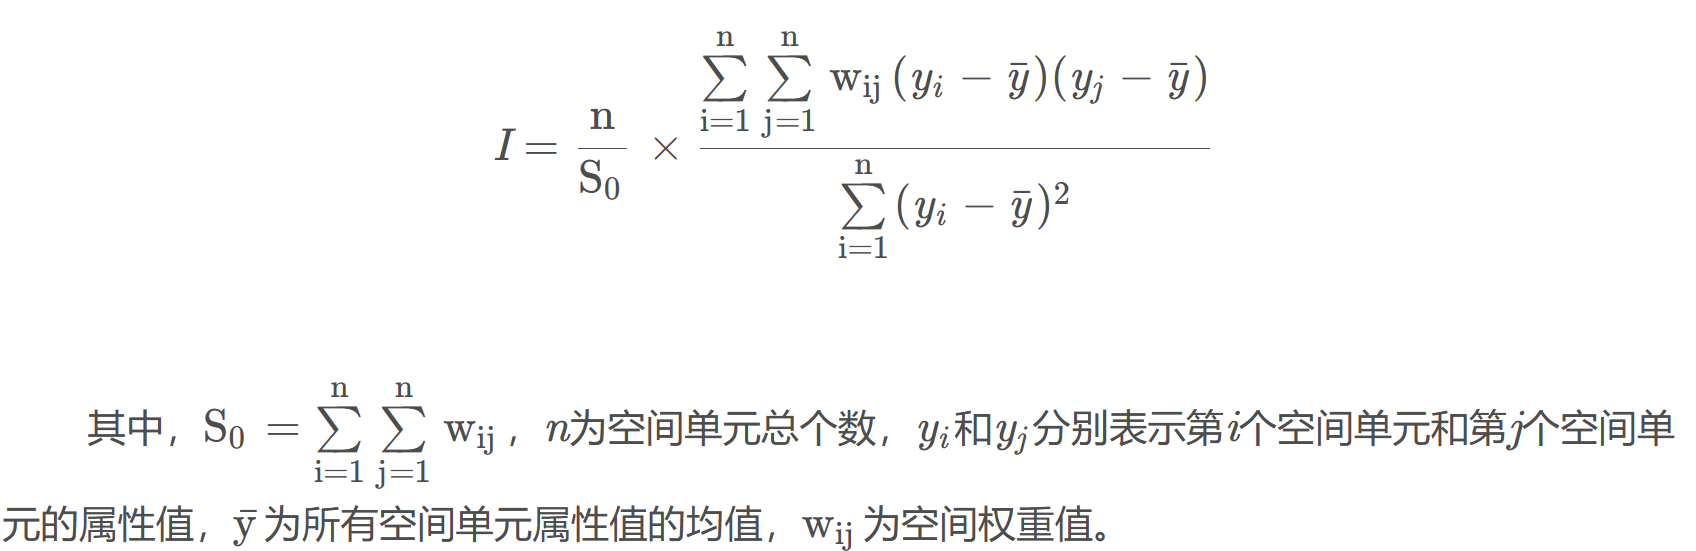 I = n/S₀ × (∑_{i=1}^{n} ∑_{j=1}^{n} w_{ij}(y_i − ȳ)(y_j − ȳ)) / (∑_{i=1}^{n}(y_i − ȳ)²)
其中，S₀ = ∑_{i=1}^{n} ∑_{j=1}^{n} w_{ij}，n为空间单元总个数，y_i和y_j分别表示第i个空间单元和第j个空间单
元的属性值，ȳ为所有空间单元属性值的均值，w_{ij}为空间权重值。